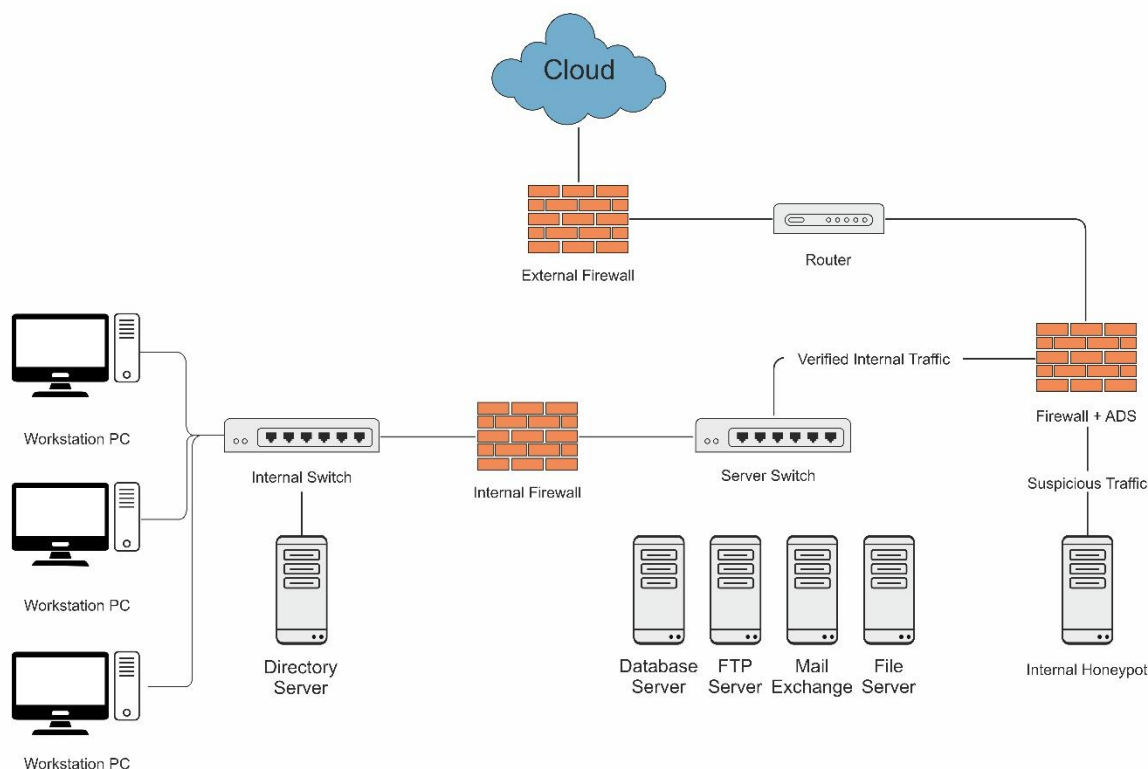 Cloud
External Firewall
Router
Verified Internal Traffic
Firewall + ADS
Workstation PC
Internal Switch
Internal Firewall
Server Switch
Suspicious Traffic
Workstation PC
Directory
Server
Database
Server
FTP
Server
Mail
Exchange
File
Server
Internal Honeypot
Workstation PC